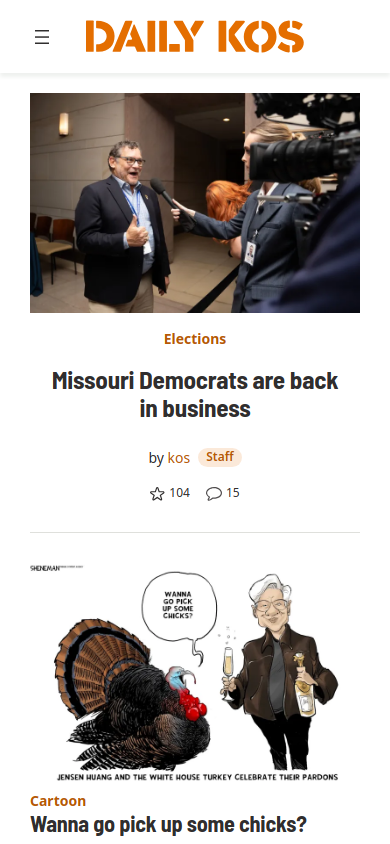 DAILY KOS
Elections
Missouri Democrats are back
in business
by kos Staff
104 15
SHENEMAN
WANNA
GO PICK
UP SOME
CHICKS?
JENSEN HUANG AND THE WHITE HOUSE TURKEY CELEBRATE THEIR PARDONS
Cartoon
Wanna go pick up some chicks?